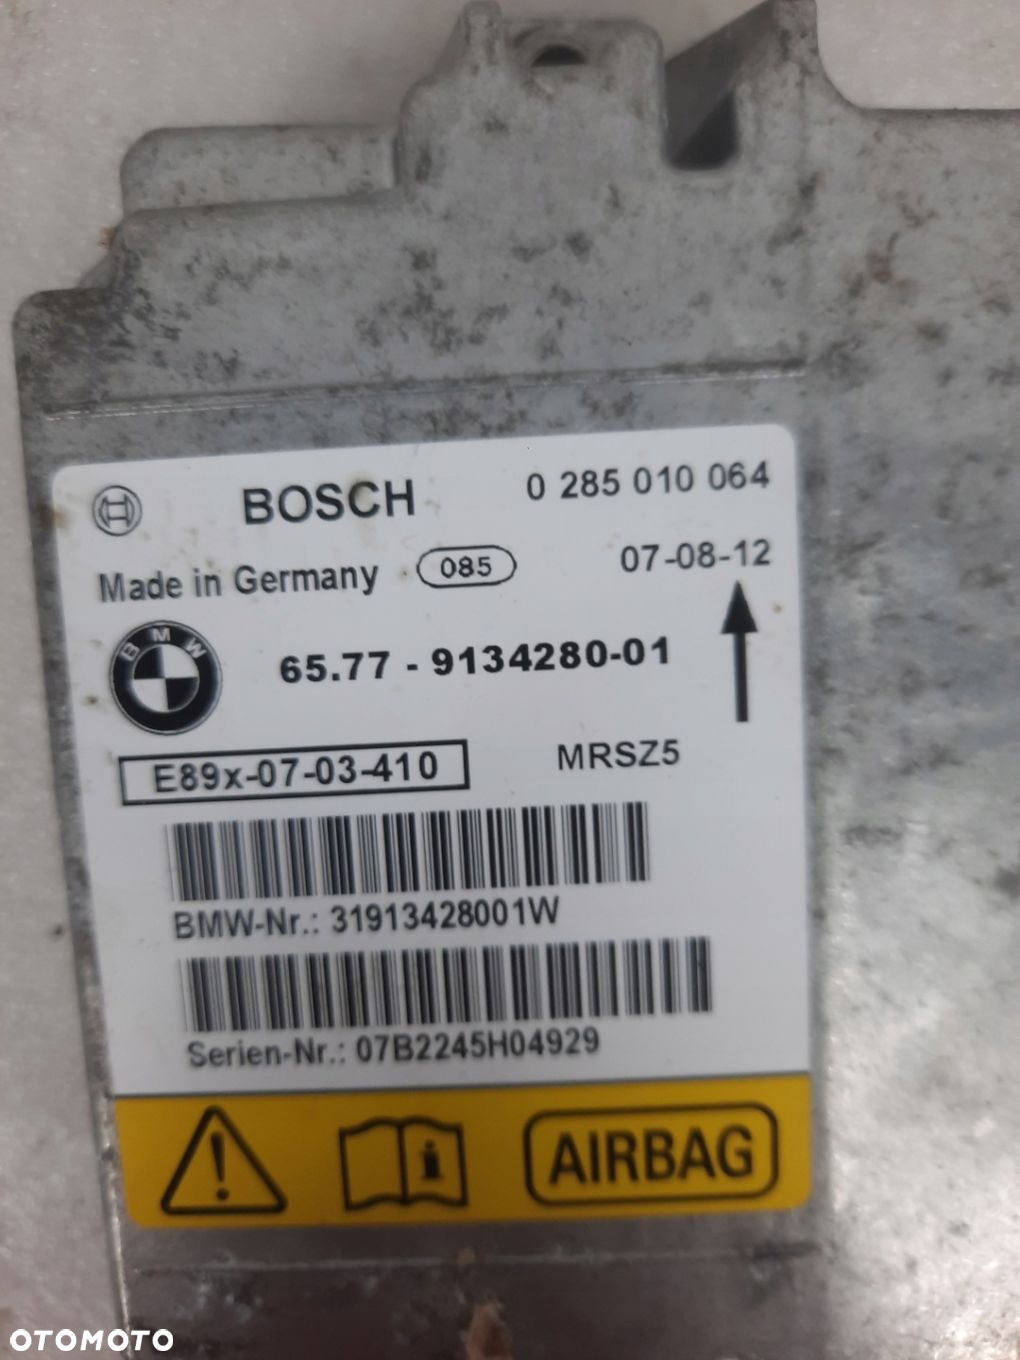 BOSCH 0 285 010 064
Made in Germany 085 07-08-12
BMW 65.77 - 9134280-01
E89x-07-03-410 MRSZ5
BMW-Nr.: 31913428001W
Serien-Nr.: 07B2245H04929
AIRBAG
OTOMOTO